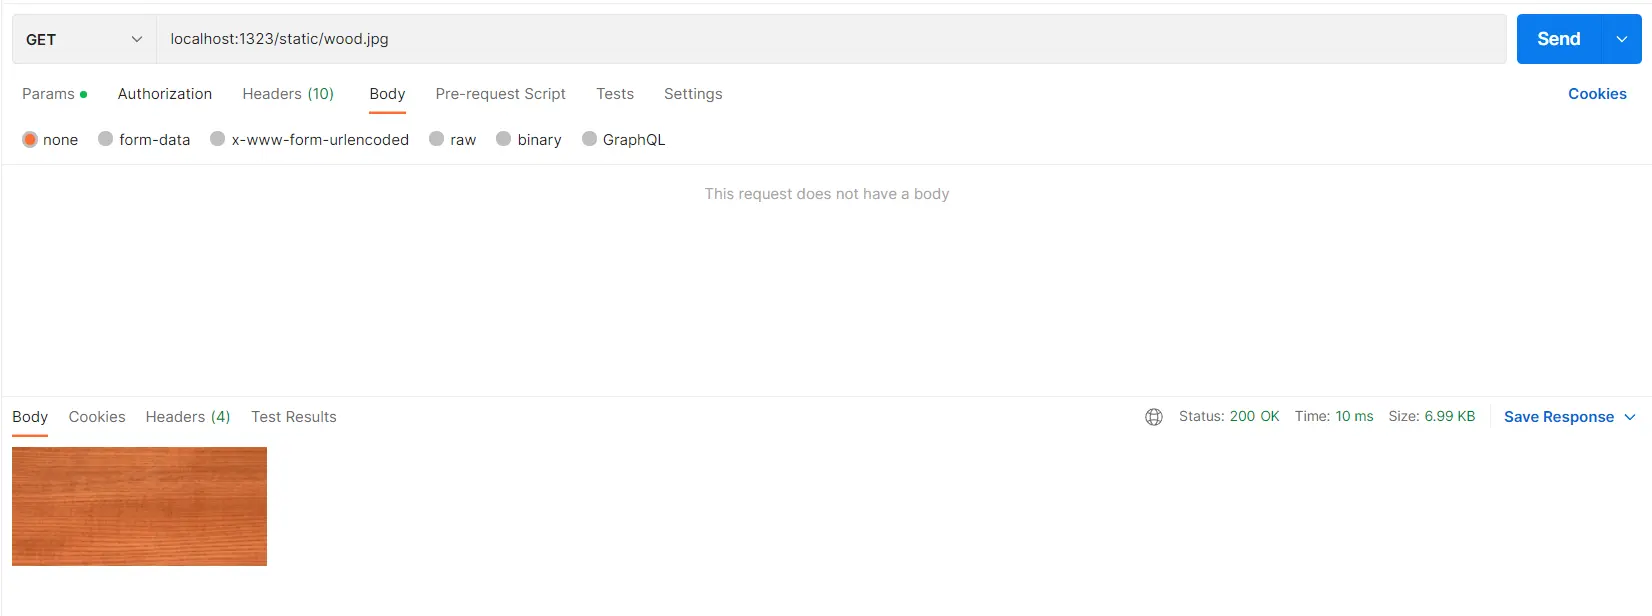 GET localhost:1323/static/wood.jpg Send
Params Authorization Headers (10) Body Pre-request Script Tests Settings Cookies
none form-data x-www-form-urlencoded raw binary GraphQL
This request does not have a body
Body Cookies Headers (4) Test Results Status: 200 OK Time: 10 ms Size: 6.99 KB Save Response